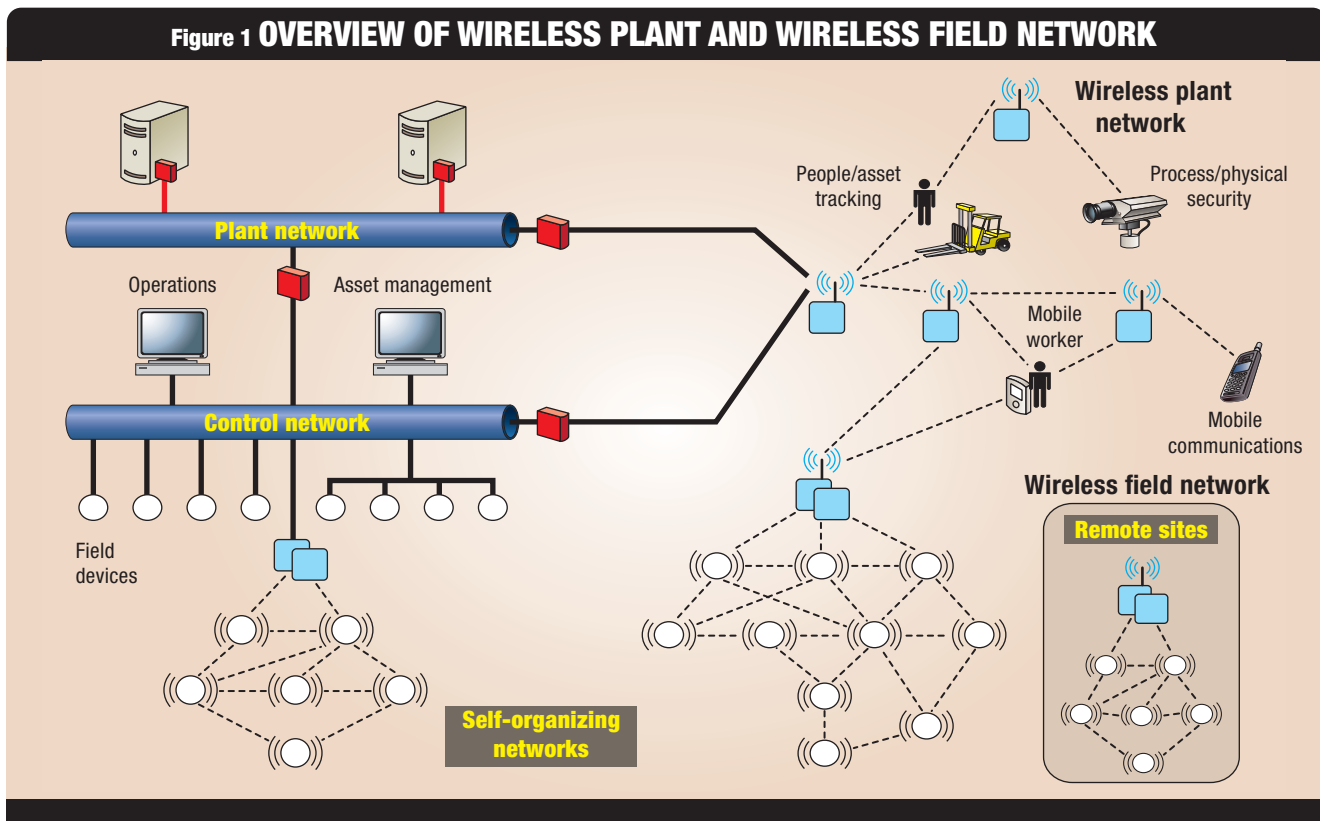 Figure 1 OVERVIEW OF WIRELESS PLANT AND WIRELESS FIELD NETWORK
Wireless plant
network
People/asset
tracking
Process/physical
security
Plant network
Operations
Asset management
Mobile
worker
Control network
Mobile
communications
Wireless field network
Remote sites
Field
devices
Self-organizing
networks